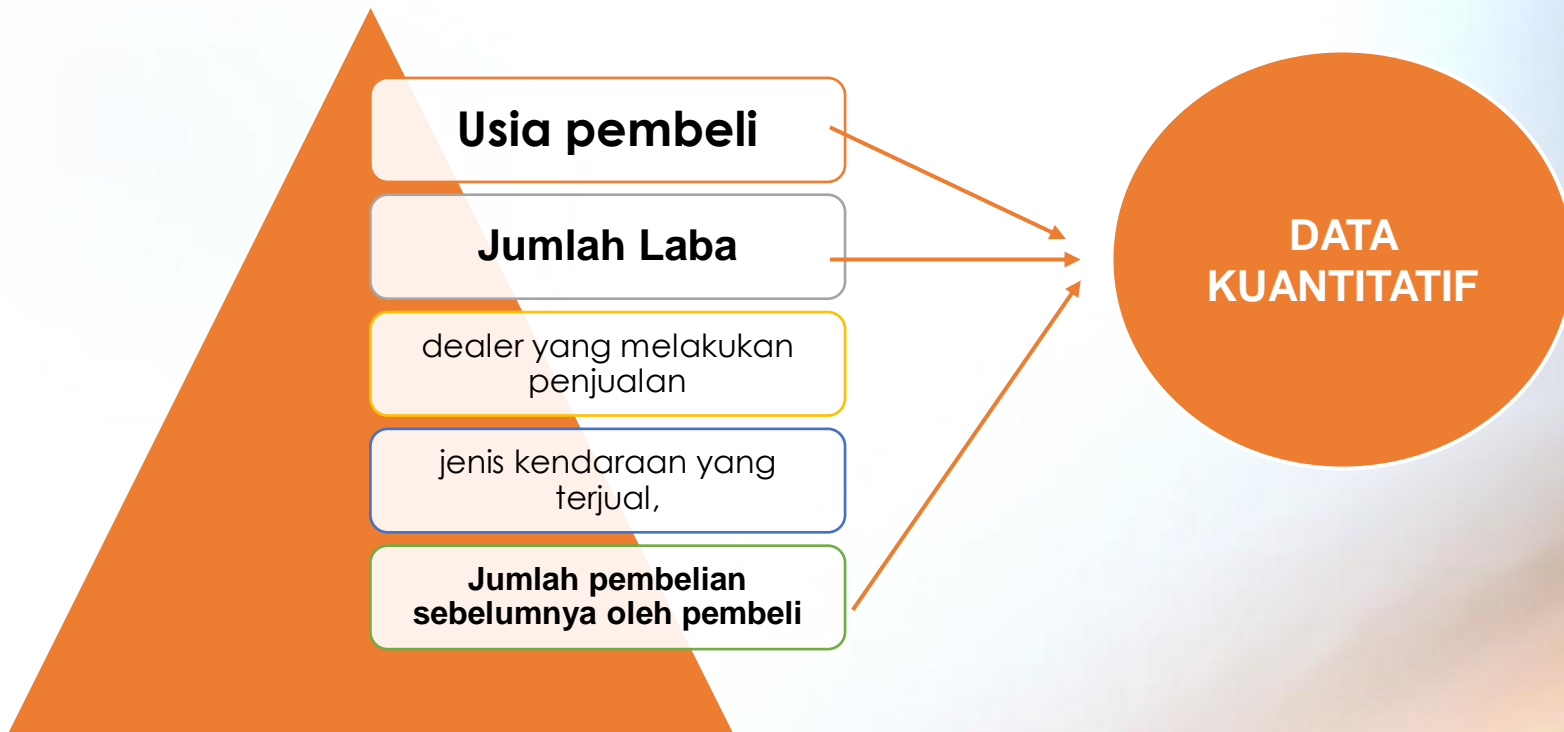 Usia pembeli
Jumlah Laba
dealer yang melakukan
penjualan
jenis kendaraan yang
terjual,
Jumlah pembelian
sebelumnya oleh pembeli
DATA
KUANTITATIF